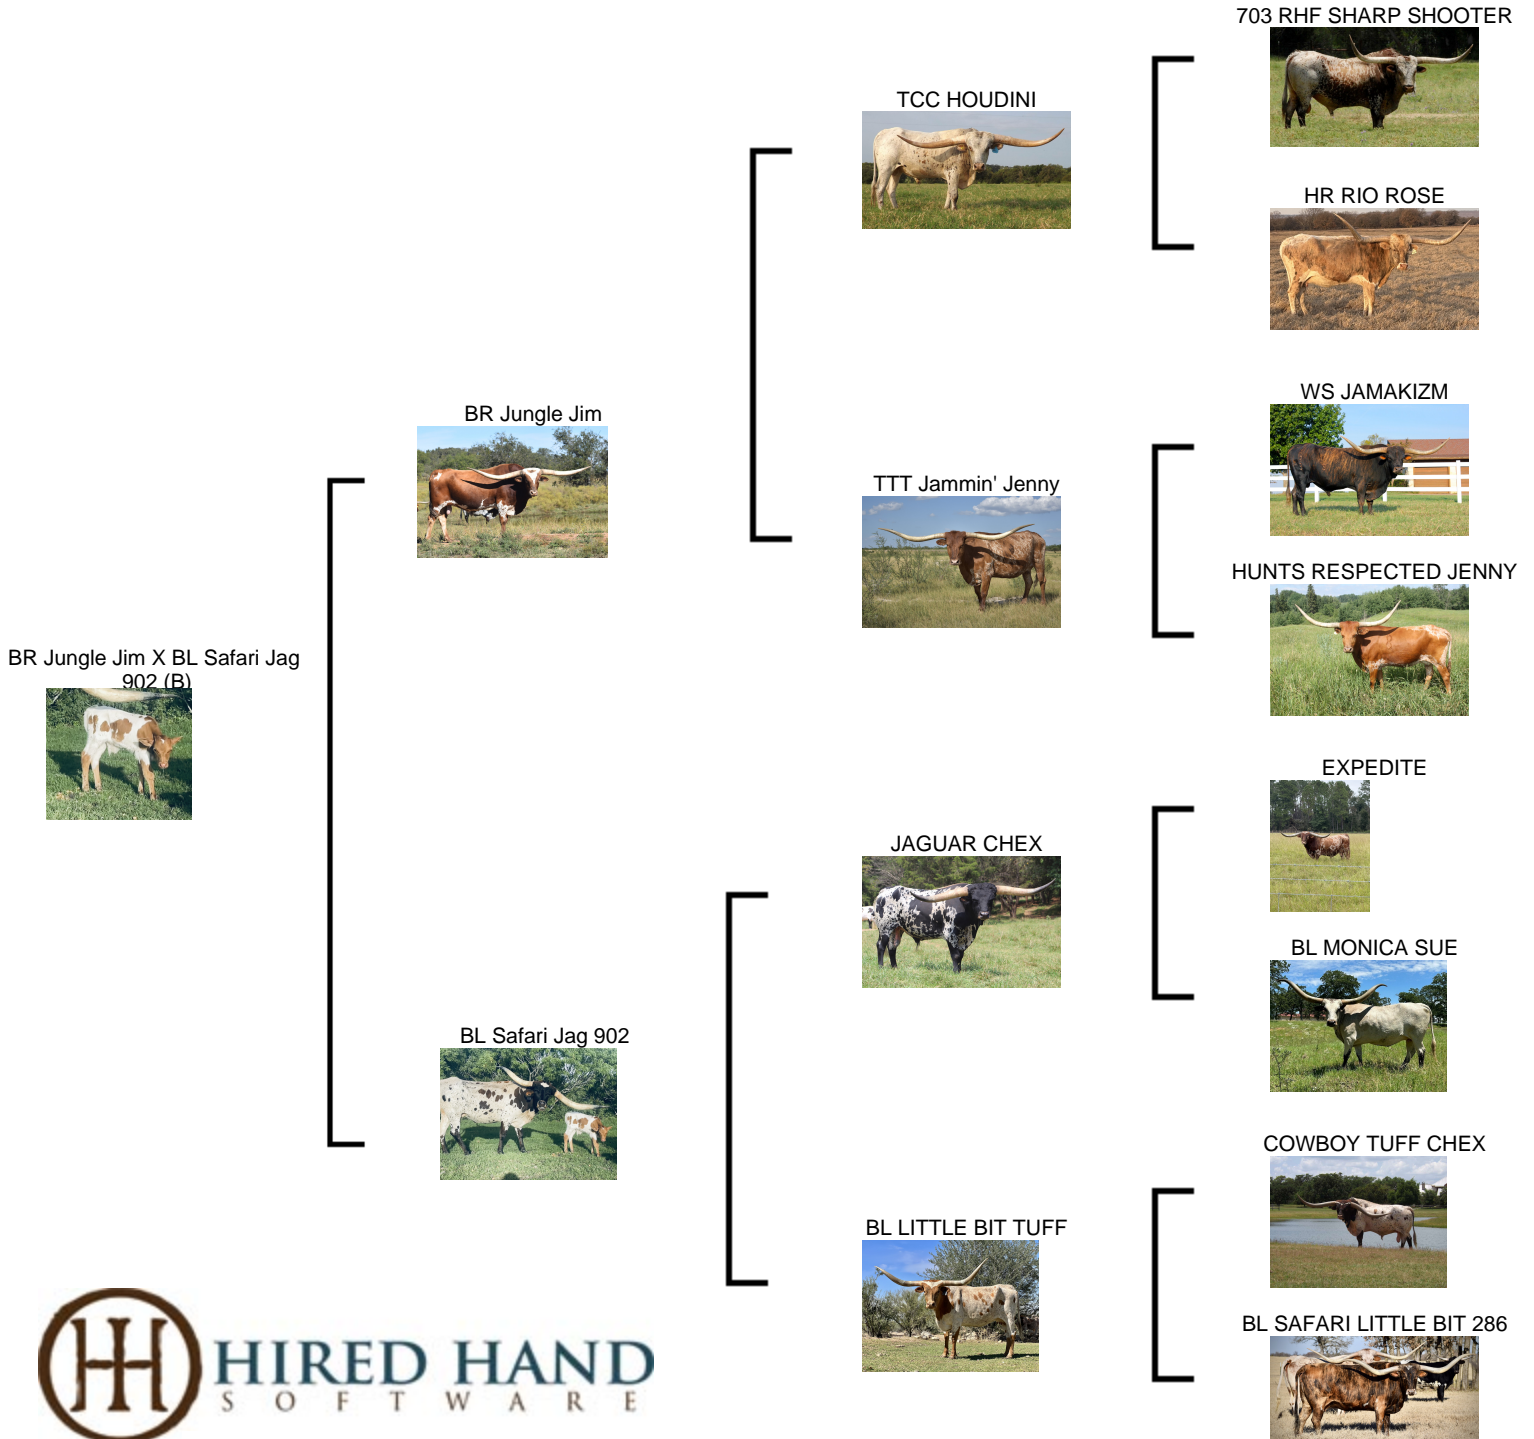 703 RHF SHARP SHOOTER
TCC HOUDINI
HR RIO ROSE
WS JAMAKIZM
BR Jungle Jim
TTT Jammin' Jenny
HUNTS RESPECTED JENNY
BR Jungle Jim X BL Safari Jag
902 (B)
EXPEDITE
JAGUAR CHEX
BL MONICA SUE
BL Safari Jag 902
COWBOY TUFF CHEX
BL LITTLE BIT TUFF
BL SAFARI LITTLE BIT 286
HIRED HAND
SOFTWARE